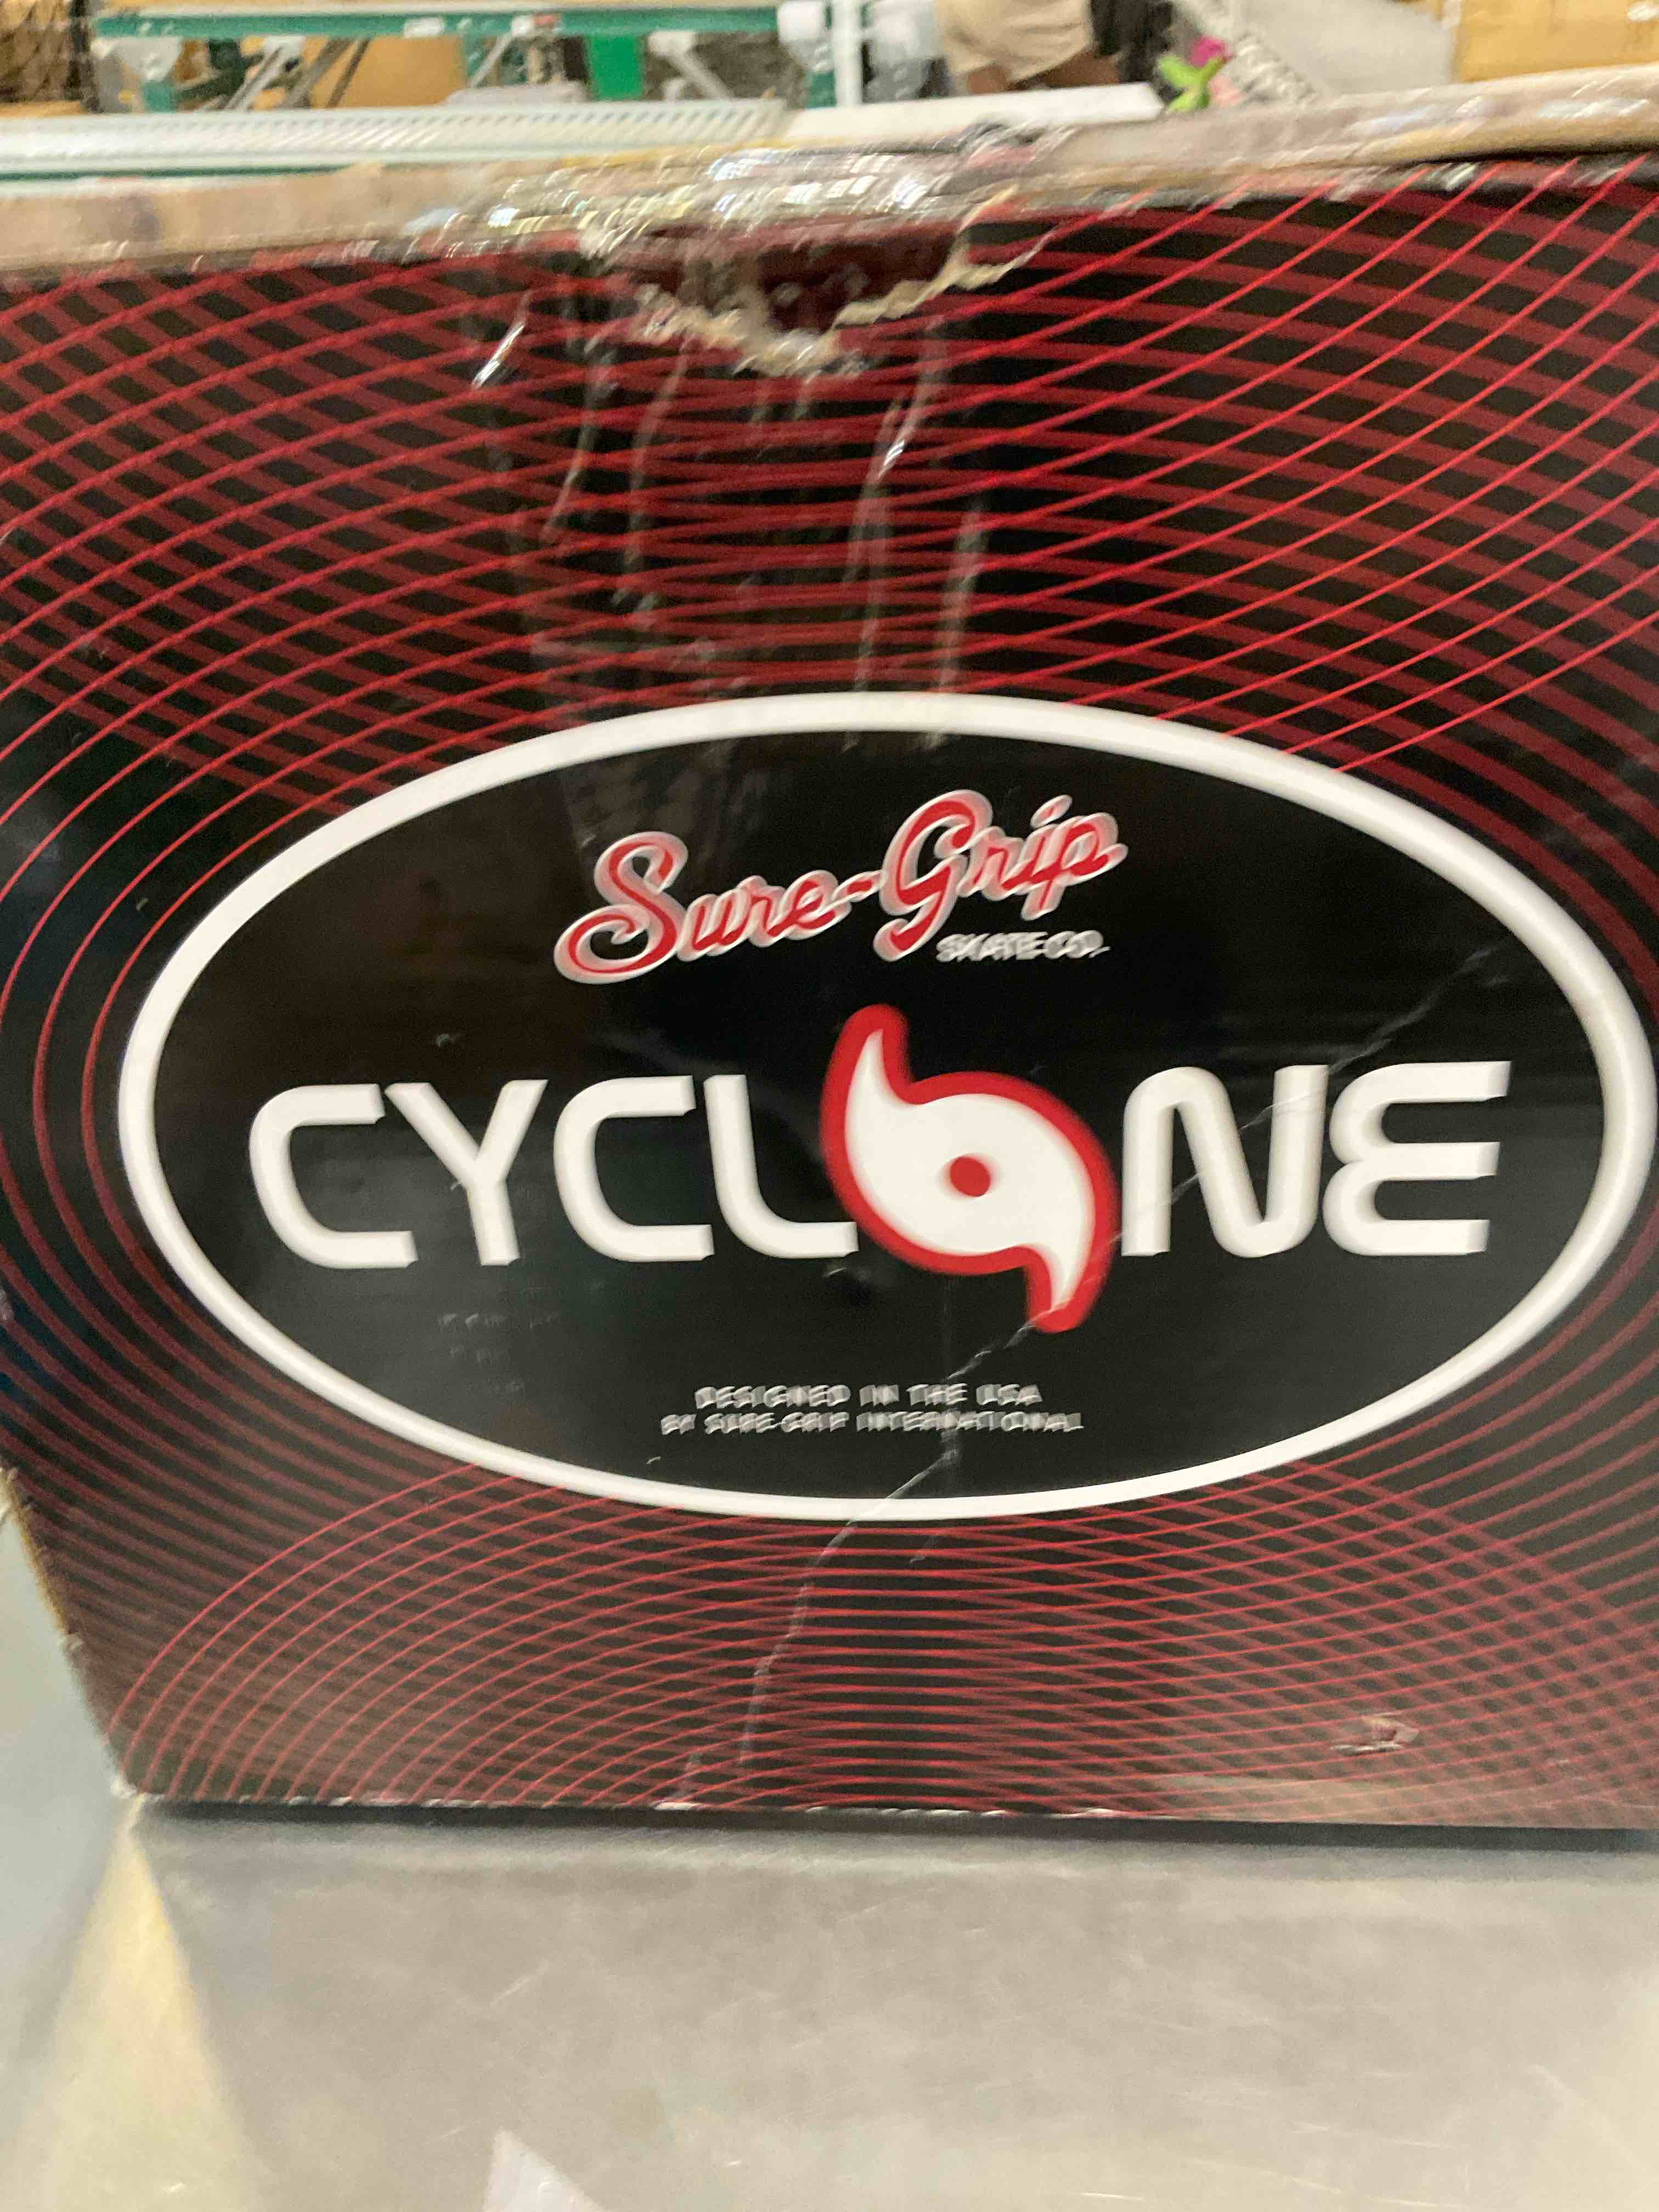 Sure-Grip
SKATE CO.
CYCLONE
DESIGNED IN THE USA
BY SURE-GRIP INTERNATIONAL